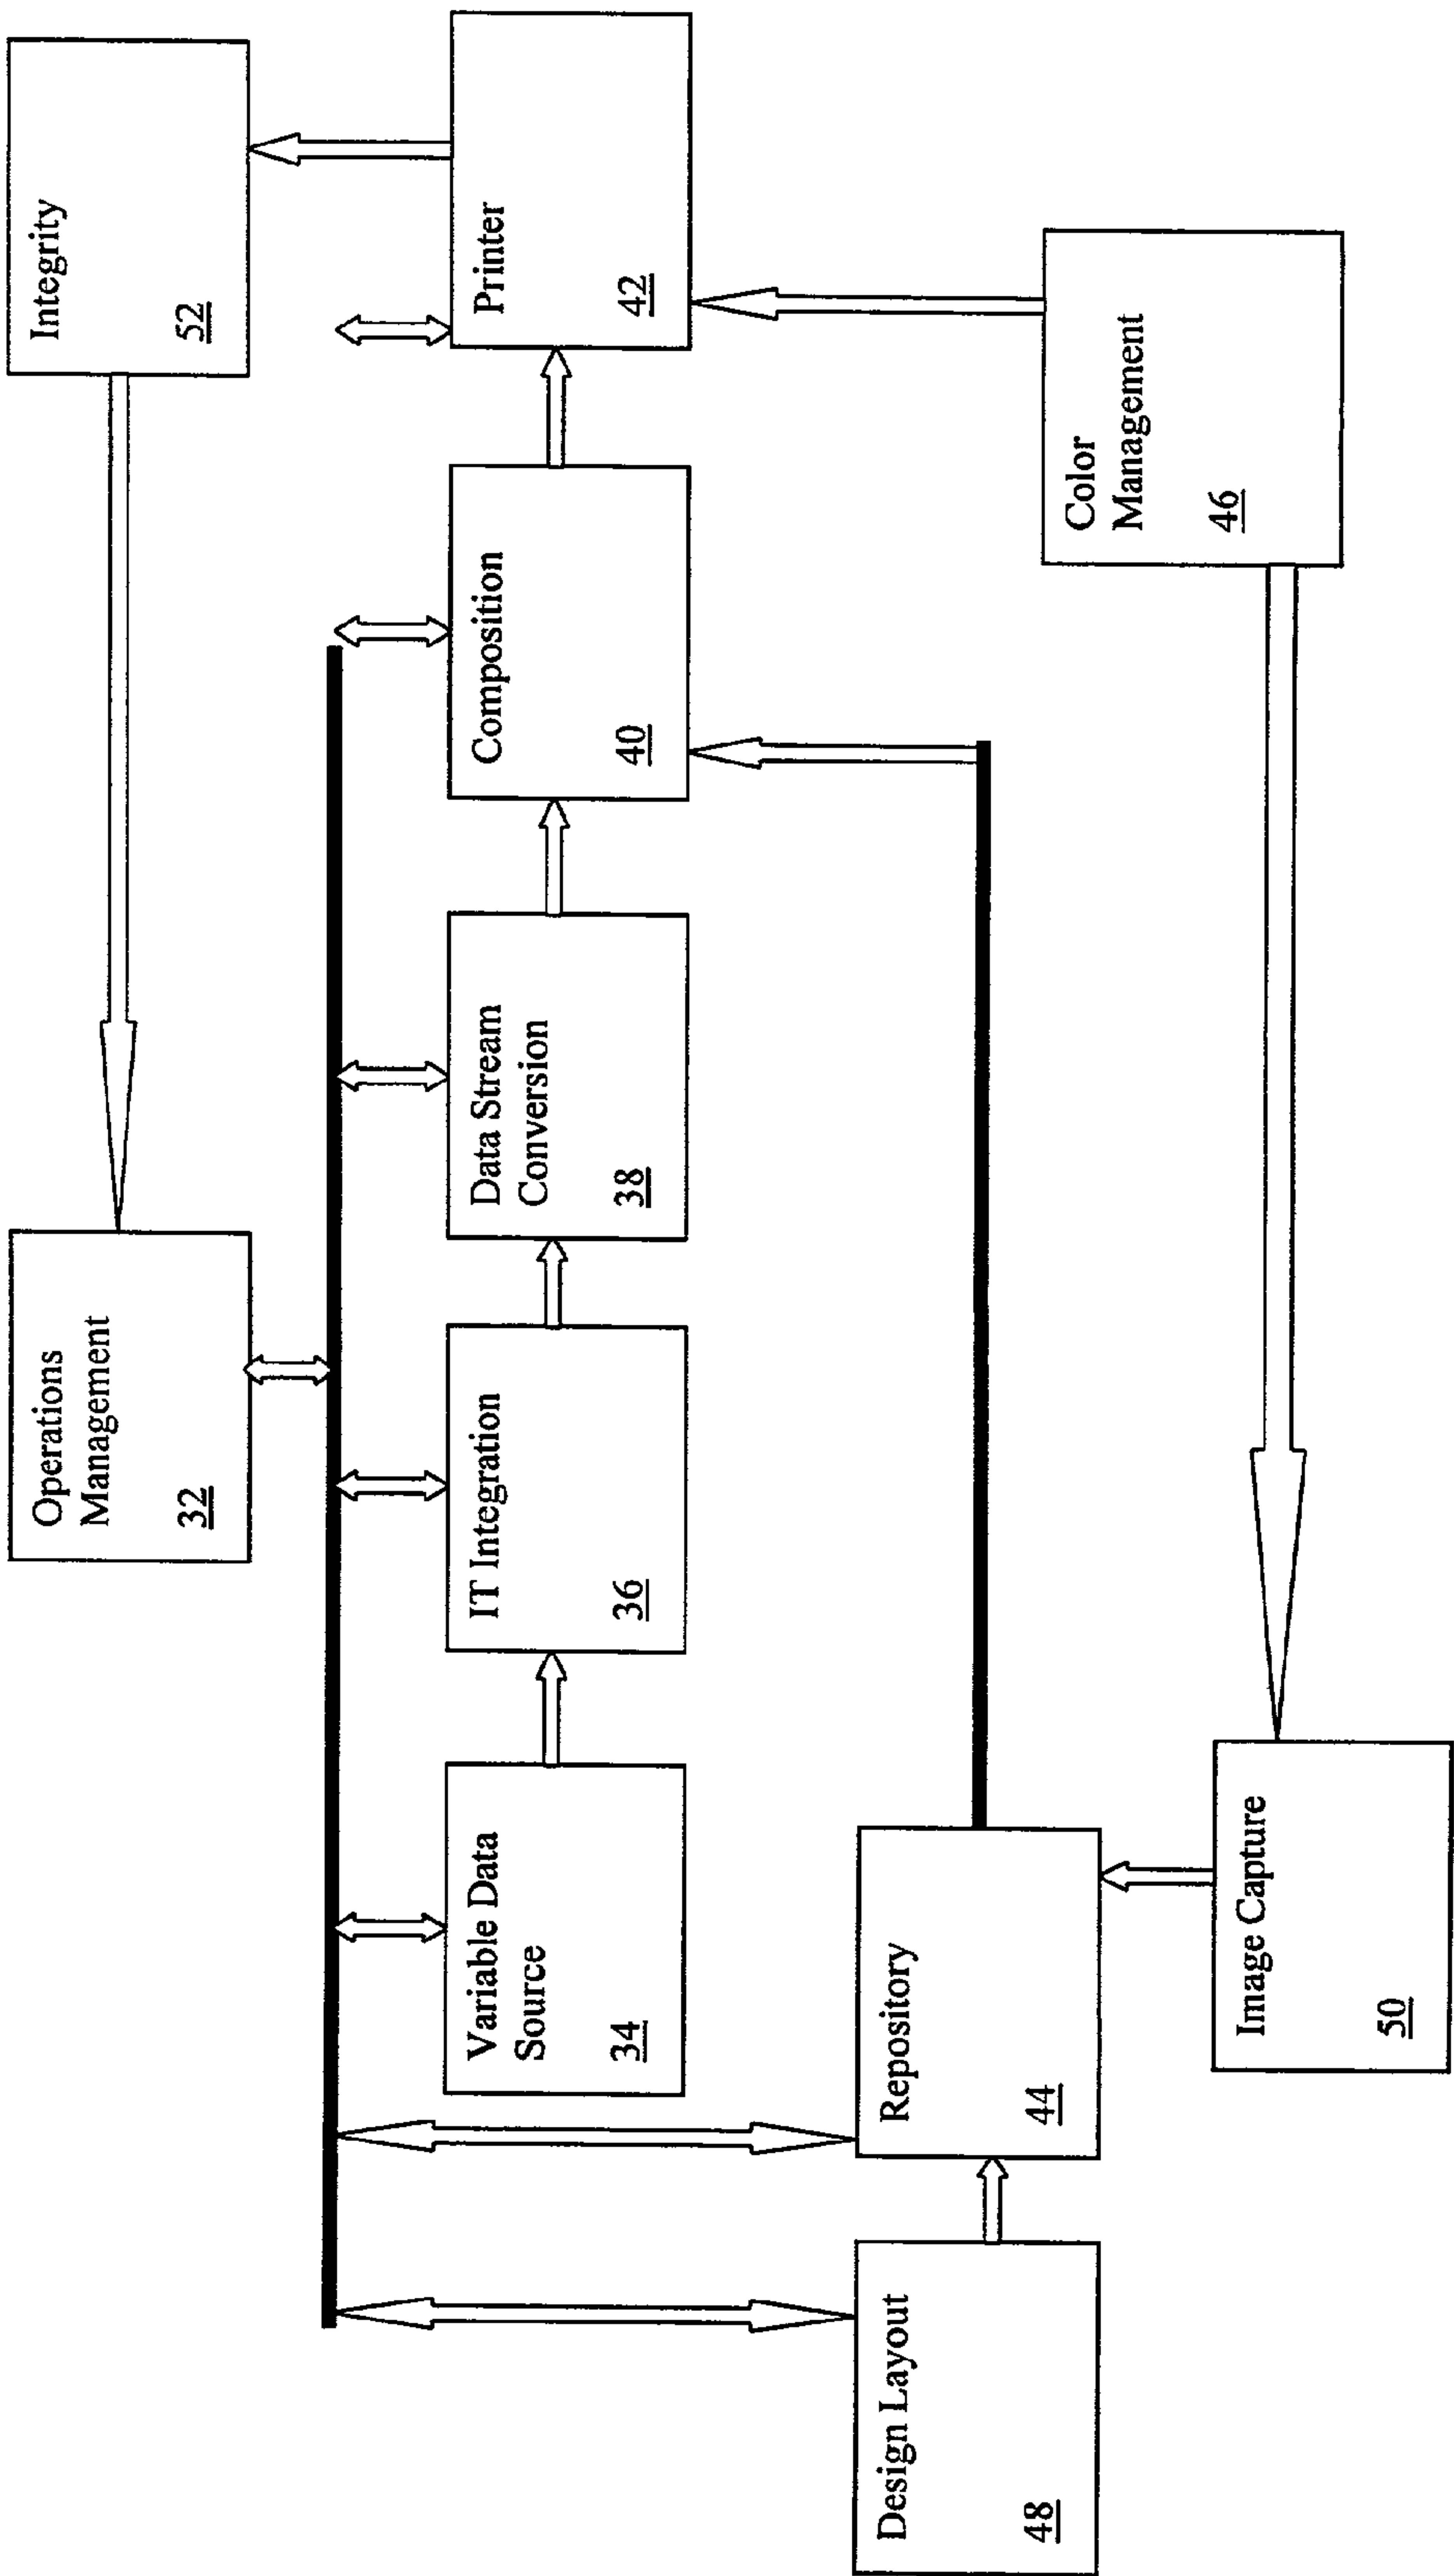 Operations
Management
32
Integrity
52
Variable Data
Source
34
IT Integration
36
Data Stream
Conversion
38
Composition
40
Printer
42
Design Layout
48
Repository
44
Color
Management
46
Image Capture
50